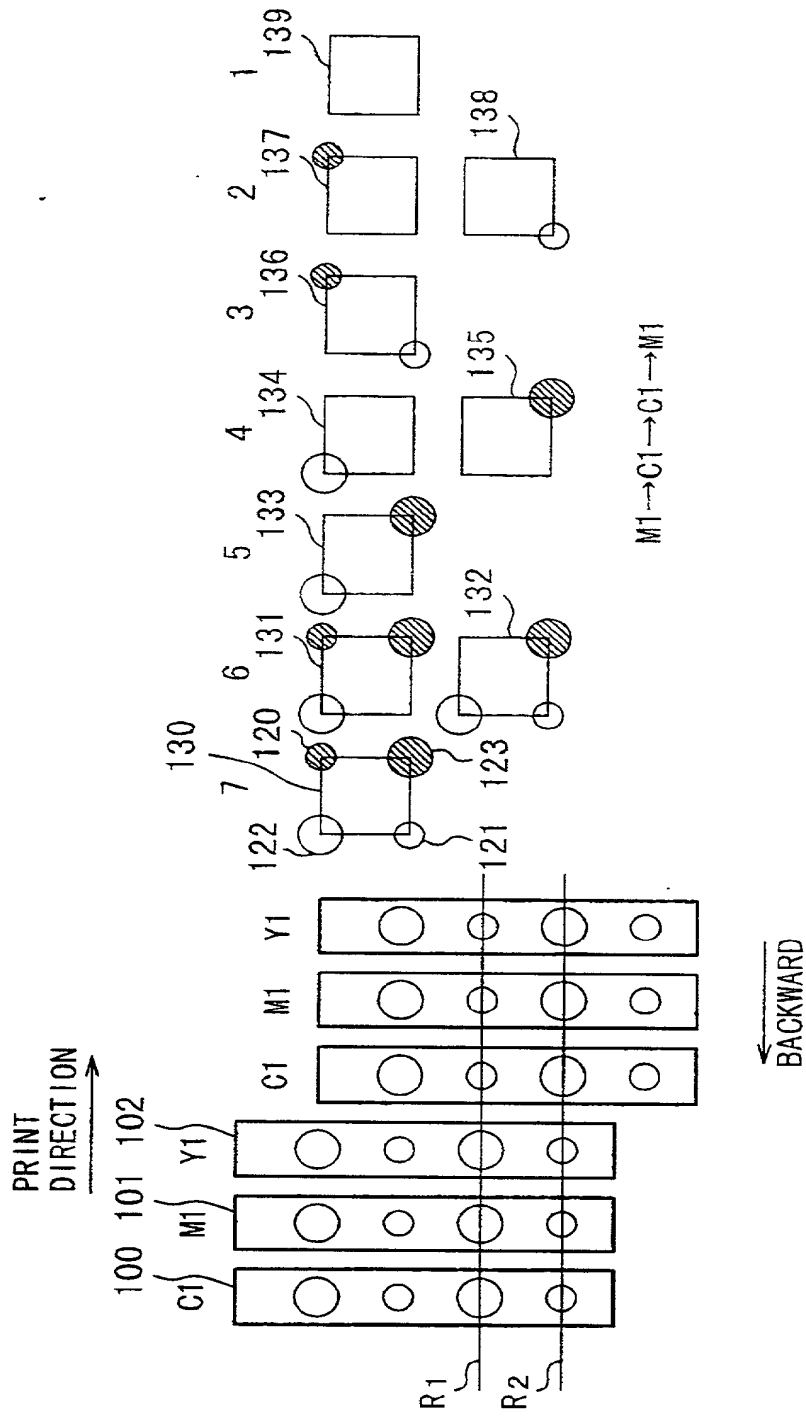 PRINT
DIRECTION
100 101 102
C1 M1 Y1 C1 M1 Y1
R1
R2
BACKWARD
130
7 6 5 4 3 2 1
122 120 131 133 134 136 137 139
121 123 132 135 138
M1→C1→C1→M1